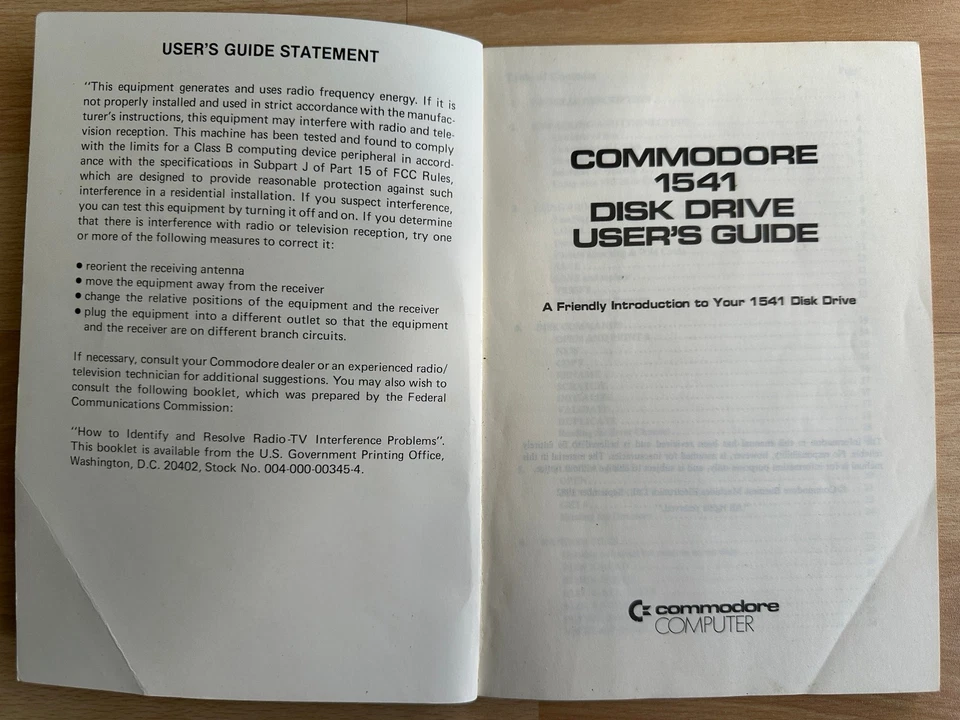 USER'S GUIDE STATEMENT
"This equipment generates and uses radio frequency energy. If it is
not properly installed and used in strict accordance with the manufac-
turer's instructions, this equipment may interfere with radio and tele-
vision reception. This machine has been tested and found to comply
with the limits for a Class B computing device peripheral in accord-
ance with the specifications in Subpart J of Part 15 of FCC Rules,
which are designed to provide reasonable protection against such
interference in a residential installation. If you suspect interference,
you can test this equipment by turning it off and on. If you determine
that there is interference with radio or television reception, try one
or more of the following measures to correct it:
• reorient the receiving antenna
• move the equipment away from the receiver
• change the relative positions of the equipment and the receiver
• plug the equipment into a different outlet so that the equipment
and the receiver are on different branch circuits.
If necessary, consult your Commodore dealer or an experienced radio/
television technician for additional suggestions. You may also wish to
consult the following booklet, which was prepared by the Federal
Communications Commission:
"How to Identify and Resolve Radio-TV Interference Problems".
This booklet is available from the U.S. Government Printing Office,
Washington, D.C. 20402, Stock No. 004-000-00345-4.
COMMODORE
1541
DISK DRIVE
USER'S GUIDE
A Friendly Introduction to Your 1541 Disk Drive
commodore
COMPUTER